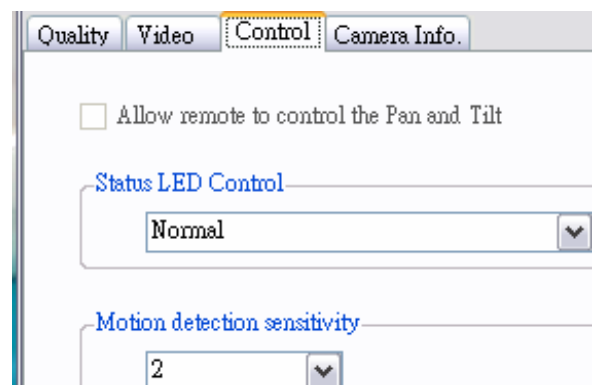 Quality Video Control Camera Info.
Allow remote to control the Pan and Tilt
Status LED Control
Normal
Motion detection sensitivity
2